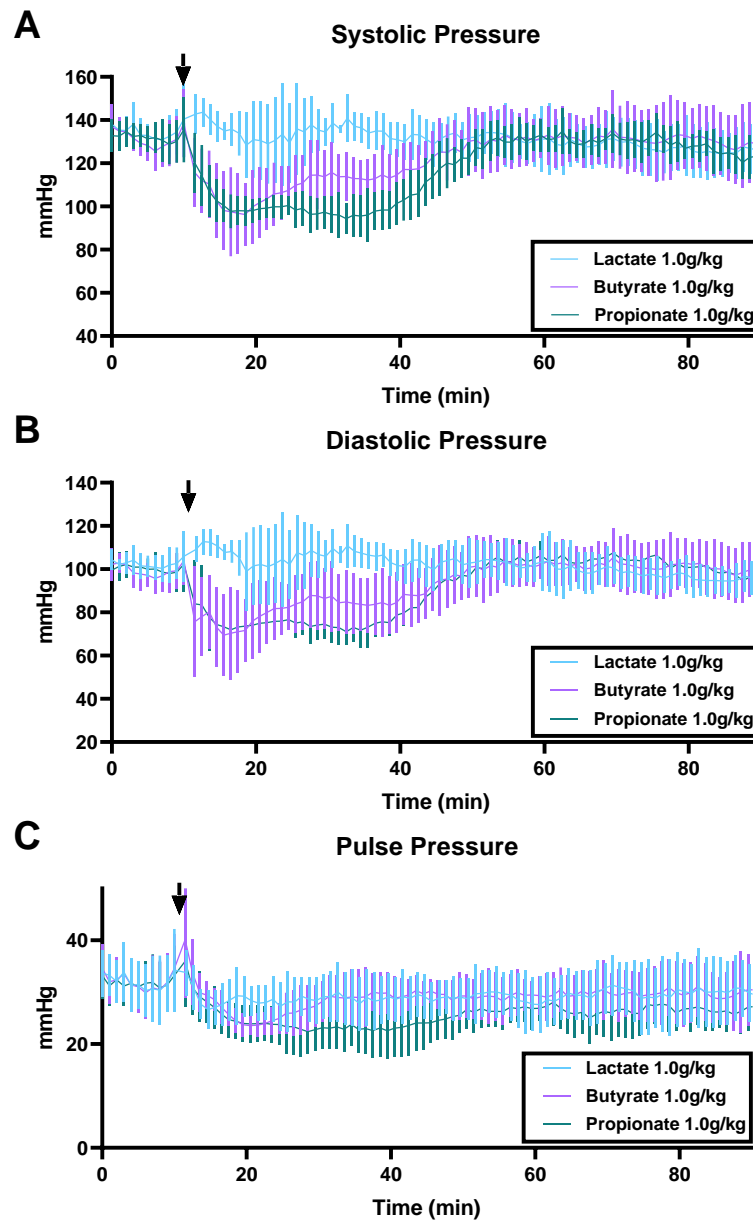 A
Systolic Pressure
160
140
120
100
80
60
40
mmHg
0 20 40 60 80
Time (min)
Lactate 1.0g/kg
Butyrate 1.0g/kg
Propionate 1.0g/kg
B
Diastolic Pressure
140
120
100
80
60
40
20
mmHg
0 20 40 60 80
Time (min)
Lactate 1.0g/kg
Butyrate 1.0g/kg
Propionate 1.0g/kg
C
Pulse Pressure
40
20
0
mmHg
0 20 40 60 80
Time (min)
Lactate 1.0g/kg
Butyrate 1.0g/kg
Propionate 1.0g/kg